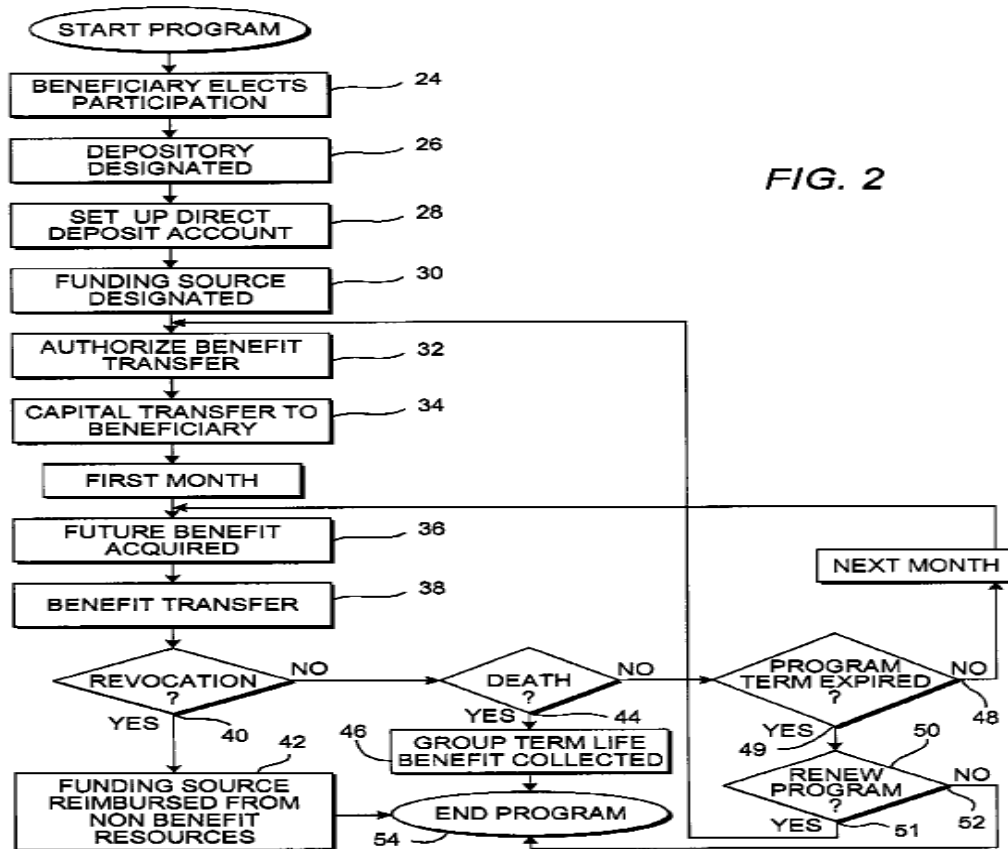 START PROGRAM
BENEFICIARY ELECTS
PARTICIPATION
24
DEPOSITORY
DESIGNATED
26
FIG. 2
SET UP DIRECT
DEPOSIT ACCOUNT
28
FUNDING SOURCE
DESIGNATED
30
AUTHORIZE BENEFIT
TRANSFER
32
CAPITAL TRANSFER TO
BENEFICIARY
34
FIRST MONTH
FUTURE BENEFIT
ACQUIRED
36
NEXT MONTH
BENEFIT TRANSFER
38
REVOCATION
?
NO
YES
40
DEATH
?
NO
YES
44
PROGRAM
TERM EXPIRED
?
NO
48
YES
49
42
FUNDING SOURCE
REIMBURSED FROM
NON BENEFIT
RESOURCES
46
GROUP TERM LIFE
BENEFIT COLLECTED
50
RENEW
PROGRAM
?
NO
52
YES
51
END PROGRAM
54